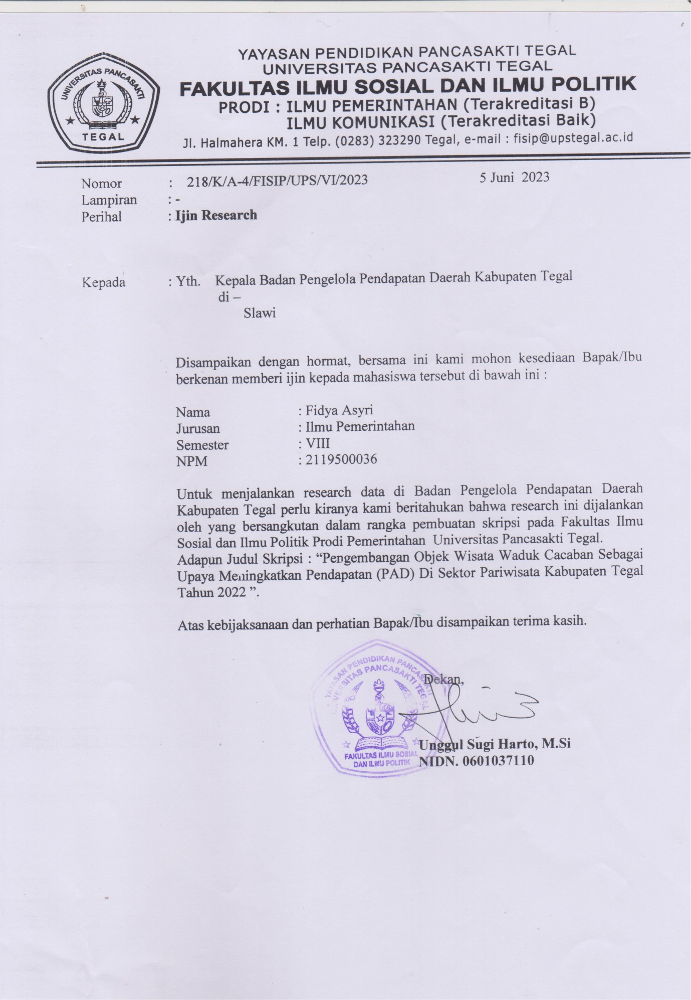 UNIVERSITAS PANCASAKTI
TEGAL
YAYASAN PENDIDIKAN PANCASAKTI TEGAL
UNIVERSITAS PANCASAKTI TEGAL
FAKULTAS ILMU SOSIAL DAN ILMU POLITIK
PRODI : ILMU PEMERINTAHAN (Terakreditasi B)
ILMU KOMUNIKASI (Terakreditasi Baik)
Jl. Halmahera KM. 1 Telp. (0283) 323290 Tegal, e-mail : fisip@upstegal.ac.id
Nomor : 218/K/A-4/FISIP/UPS/VI/2023 5 Juni 2023
Lampiran : -
Perihal : Ijin Research
Kepada : Yth. Kepala Badan Pengelola Pendapatan Daerah Kabupaten Tegal
di –
Slawi
Disampaikan dengan hormat, bersama ini kami mohon kesediaan Bapak/Ibu
berkenan memberi ijin kepada mahasiswa tersebut di bawah ini :
Nama : Fidya Asyri
Jurusan : Ilmu Pemerintahan
Semester : VIII
NPM : 2119500036
Untuk menjalankan research data di Badan Pengelola Pendapatan Daerah
Kabupaten Tegal perlu kiranya kami beritahukan bahwa research ini dijalankan
oleh yang bersangkutan dalam rangka pembuatan skripsi pada Fakultas Ilmu
Sosial dan Ilmu Politik Prodi Pemerintahan Universitas Pancasakti Tegal.
Adapun Judul Skripsi : “Pengembangan Objek Wisata Waduk Cacaban Sebagai
Upaya Meningkatkan Pendapatan (PAD) Di Sektor Pariwisata Kabupaten Tegal
Tahun 2022 ”.
Atas kebijaksanaan dan perhatian Bapak/Ibu disampaikan terima kasih.
YAYASAN PENDIDIKAN PANCASAKTI
UNIVERSITAS PANCASAKTI TEGAL
FAKULTAS ILMU SOSIAL
DAN ILMU POLITIK
Dekan,
Unggul Sugi Harto, M.Si
NIDN. 0601037110